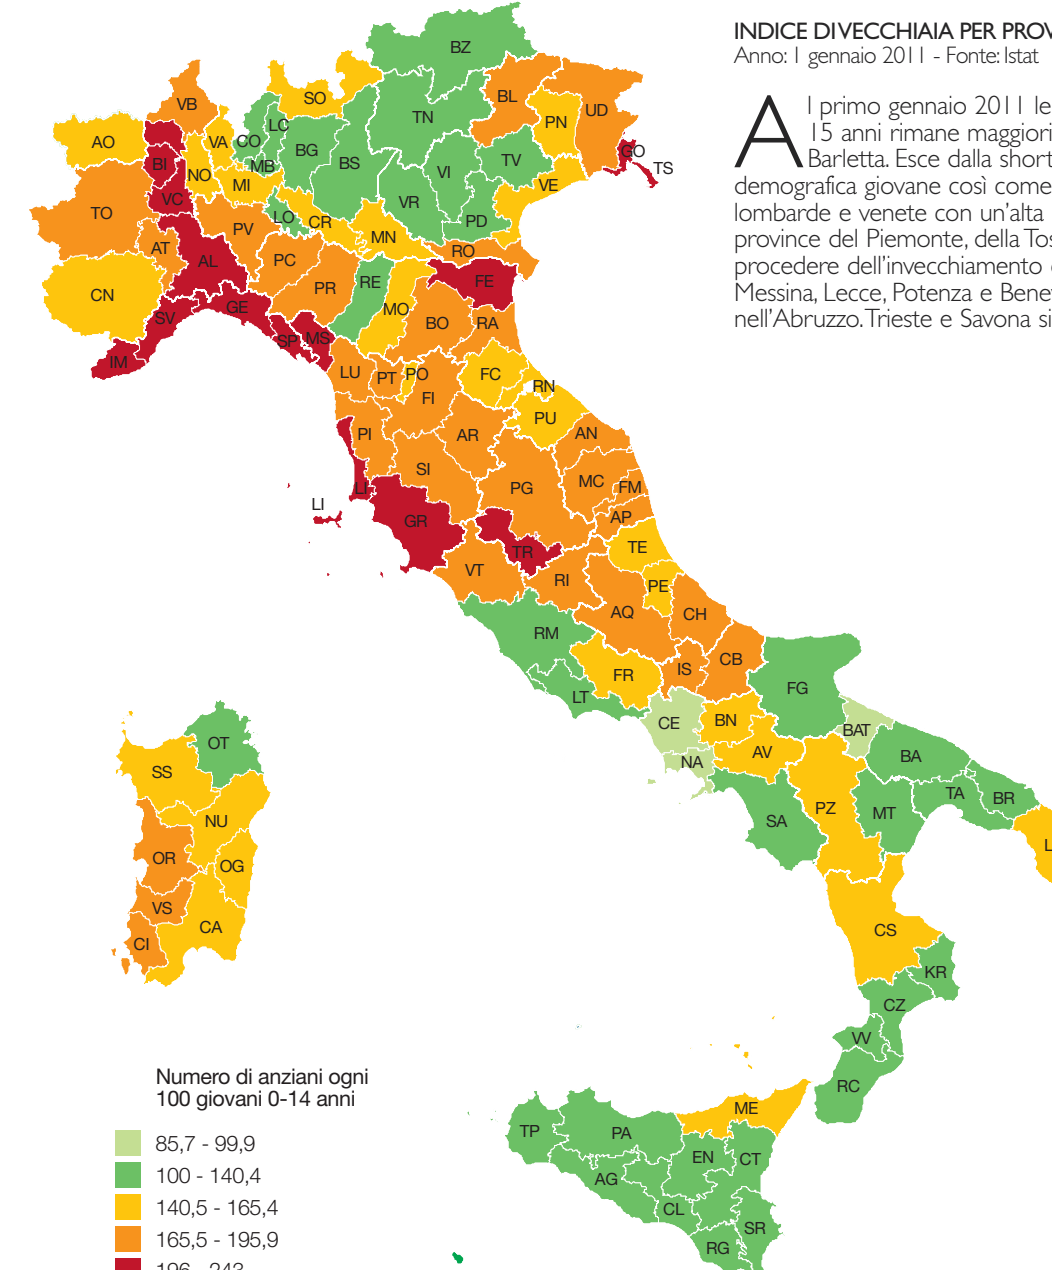 INDICE DI VECCHIAIA PER PROV
Anno: 1 gennaio 2011 - Fonte: Istat
Al primo gennaio 2011 le
15 anni rimane maggiori
Barletta. Esce dalla short
demografica giovane così come
lombarde e venete con un’alta
province del Piemonte, della Tos
procedere dell’invecchiamento
Messina, Lecce, Potenza e Bene
nell’Abruzzo. Trieste e Savona si
BZ
SO
BL
VB
UD
TN
LC
PN
AO
VA
CO
BG
GO
BI
MB
BS
TV
TS
NO
VI
MI
VE
VC
VR
TO
LO
CR
PD
PV
MN
AT
RO
AL
PC
RE
FE
CN
PR
GE
MO
SV
BO
RA
SP
MS
IM
LU
PT
PO
FC
FI
RN
PU
PI
AR
AN
SI
MC
LI
PG
FM
LI
GR
AP
TR
TE
VT
RI
PE
AQ
CH
RM
CB
IS
FR
FG
LT
CE
BN
BAT
OT
AV
BA
NA
SS
TA
BR
PZ
MT
SA
NU
L
OR
OG
VS
CA
CS
CI
KR
CZ
VV
RC
ME
TP
PA
EN
CT
AG
CL
SR
RG
Numero di anziani ogni
100 giovani 0-14 anni
85,7 - 99,9
100 - 140,4
140,5 - 165,4
165,5 - 195,9
196 - 243